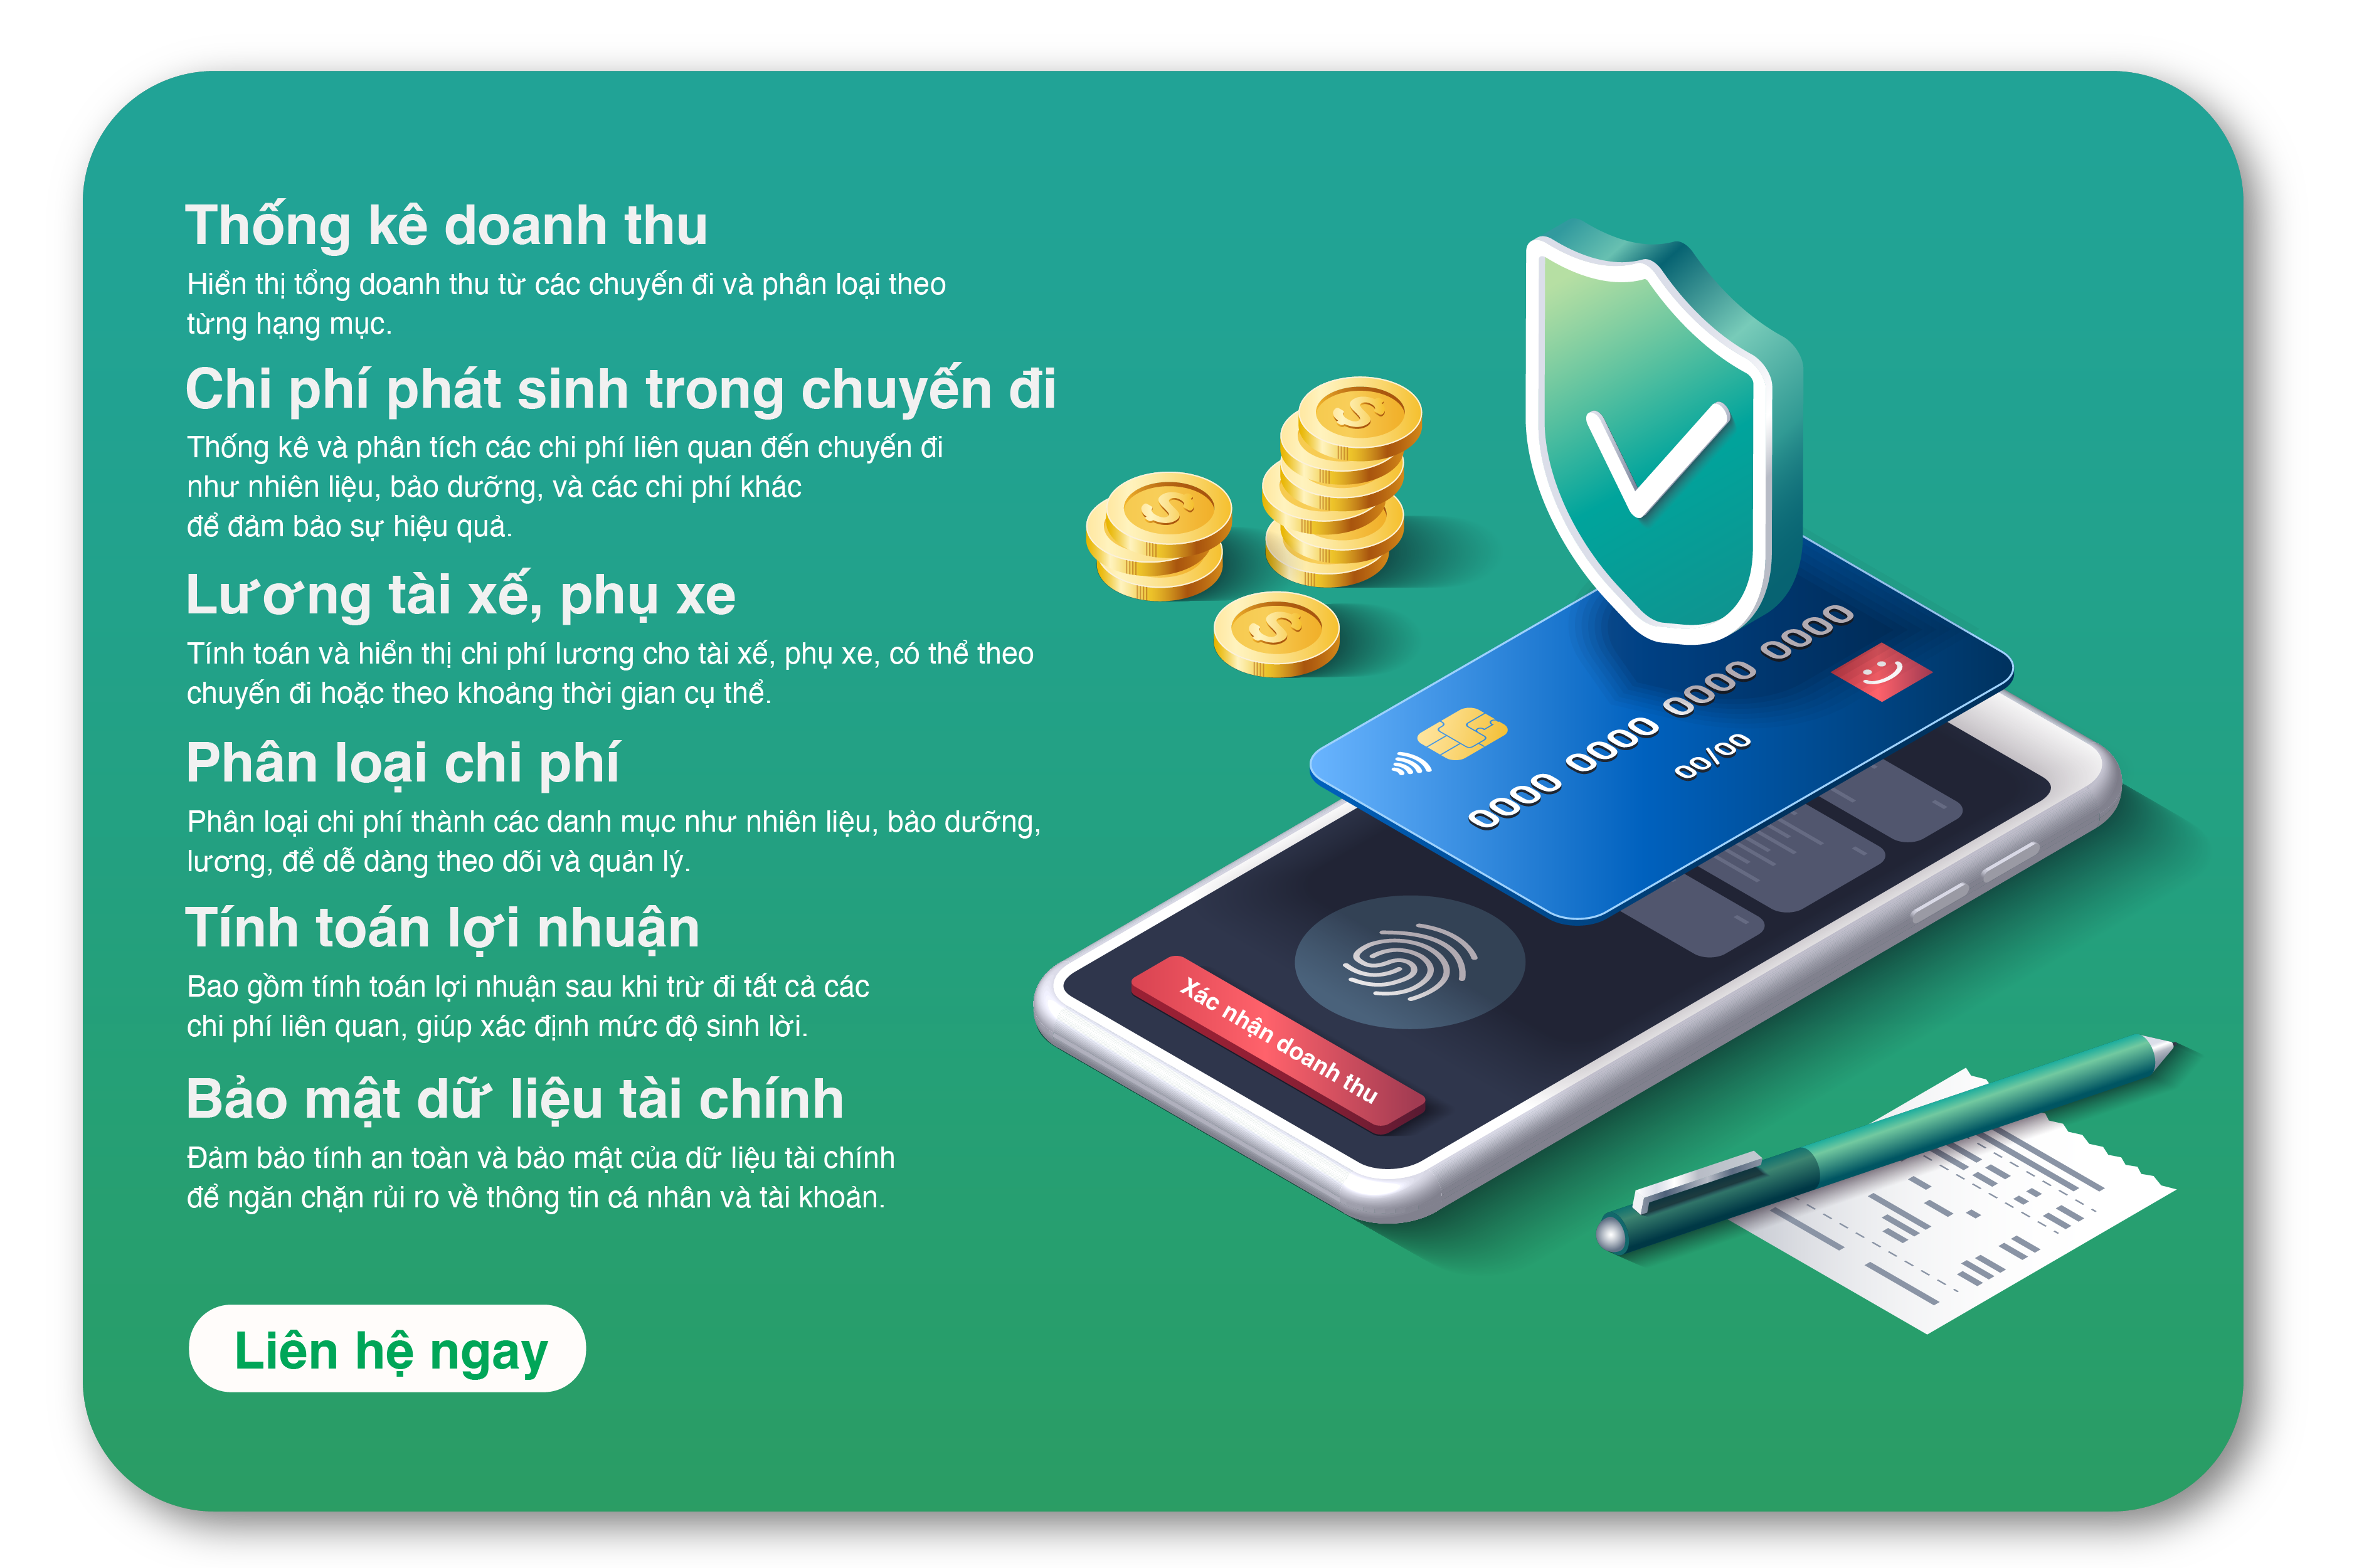 Thống kê doanh thu
Hiển thị tổng doanh thu từ các chuyến đi và phân loại theo
từng hạng mục.
Chi phí phát sinh trong chuyến đi
Thống kê và phân tích các chi phí liên quan đến chuyến đi
như nhiên liệu, bảo dưỡng, và các chi phí khác
để đảm bảo sự hiệu quả.
Lương tài xế, phụ xe
Tính toán và hiển thị chi phí lương cho tài xế, phụ xe, có thể theo
chuyến đi hoặc theo khoảng thời gian cụ thể.
Phân loại chi phí
Phân loại chi phí thành các danh mục như nhiên liệu, bảo dưỡng,
lương, để dễ dàng theo dõi và quản lý.
Tính toán lợi nhuận
Bao gồm tính toán lợi nhuận sau khi trừ đi tất cả các
chi phí liên quan, giúp xác định mức độ sinh lời.
Bảo mật dữ liệu tài chính
Đảm bảo tính an toàn và bảo mật của dữ liệu tài chính
để ngăn chặn rủi ro về thông tin cá nhân và tài khoản.
Liên hệ ngay
0000 0000 0000 0000
00/00
Xác nhận doanh thu